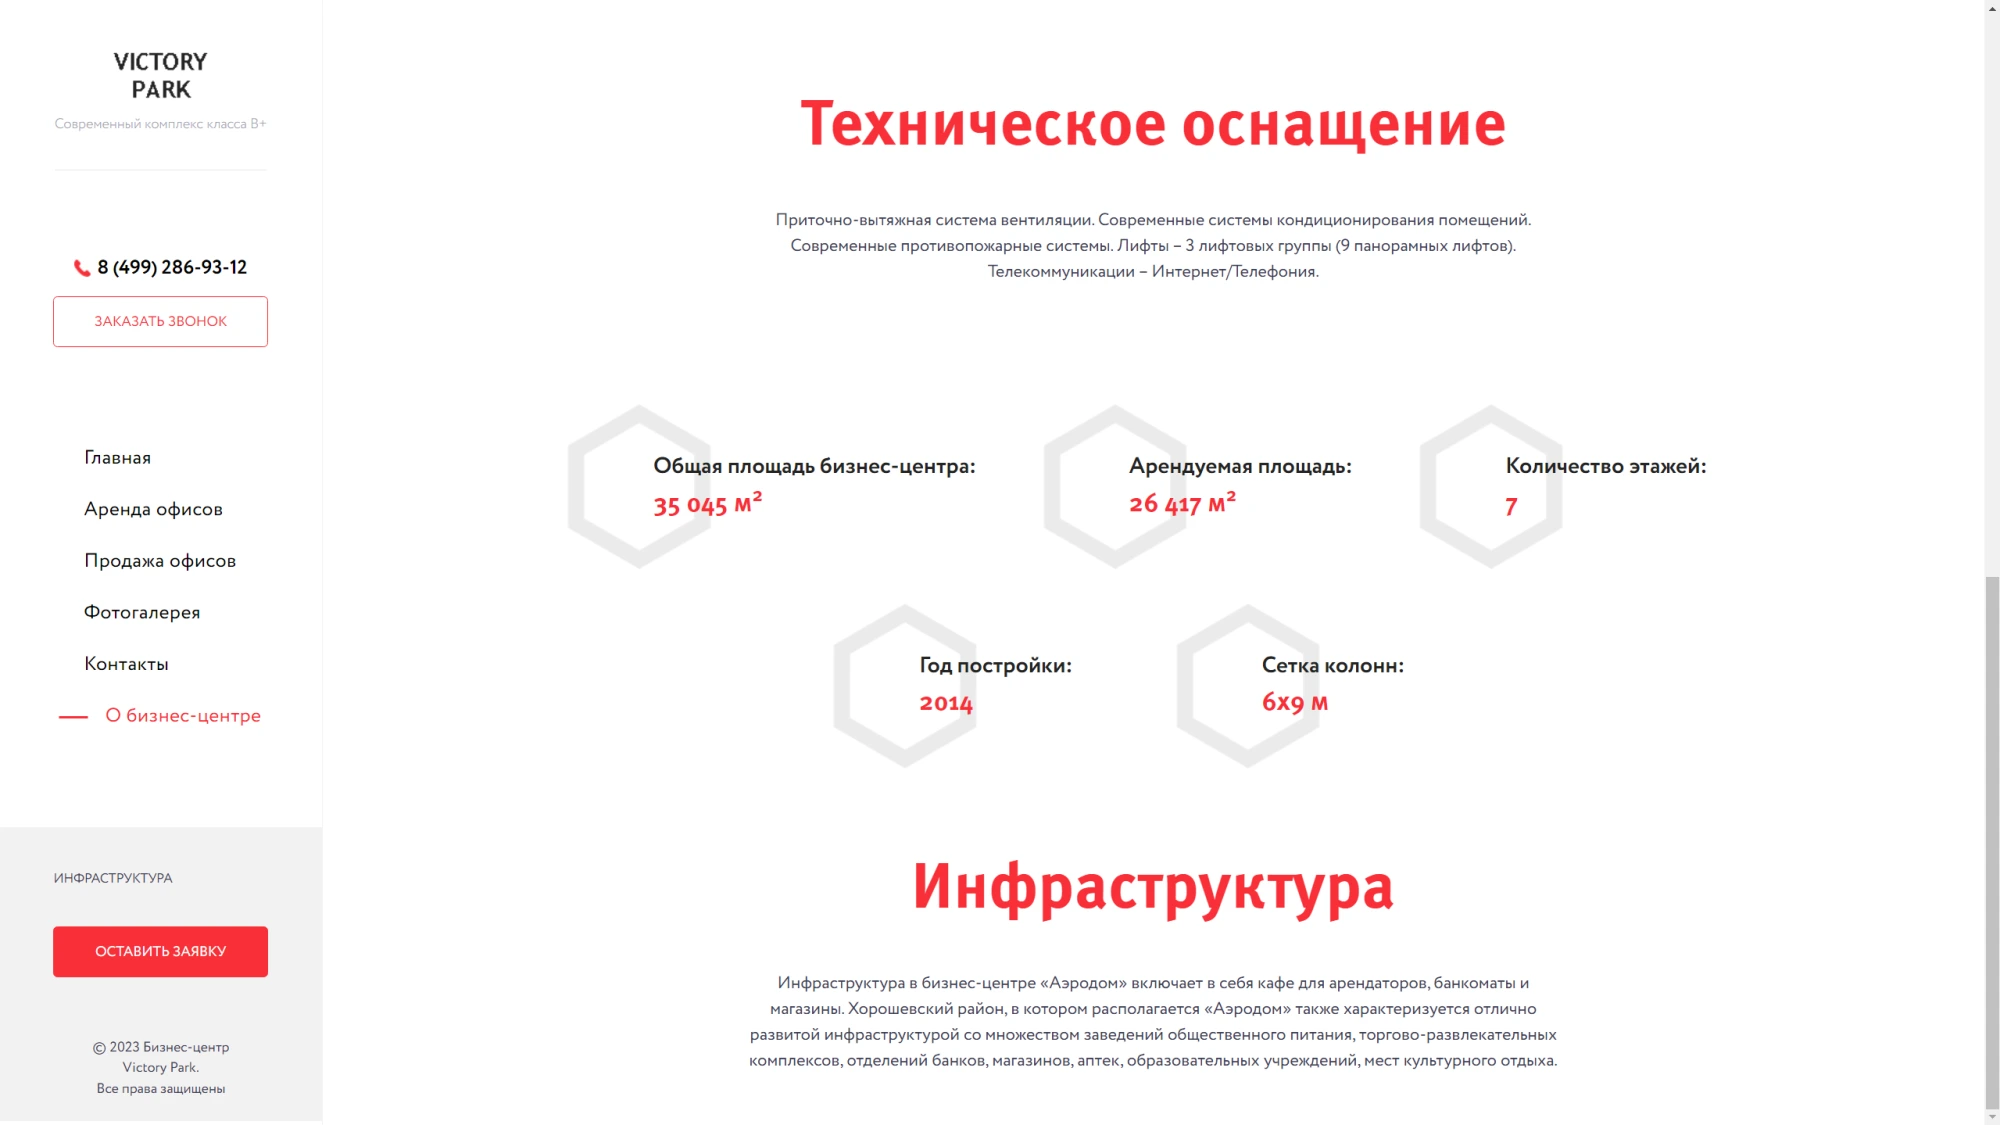 VICTORY
PARK
Современный комплекс класса B+
8 (499) 286-93-12
ЗАКАЗАТЬ ЗВОНОК
Главная
Аренда офисов
Продажа офисов
Фотогалерея
Контакты
О бизнес-центре
ИНФРАСТРУКТУРА
ОСТАВИТЬ ЗАЯВКУ
© 2023 Бизнес-центр
Victory Park.
Все права защищены
Техническое оснащение
Приточно-вытяжная система вентиляции. Современные системы кондиционирования помещений.
Современные противопожарные системы. Лифты – 3 лифтовых группы (9 панорамных лифтов).
Телекоммуникации – Интернет/Телефония.
Общая площадь бизнес-центра:
35 045 м²
Арендуемая площадь:
26 417 м²
Количество этажей:
7
Год постройки:
2014
Сетка колонн:
6х9 м
Инфраструктура
Инфраструктура в бизнес-центре «Аэродом» включает в себя кафе для арендаторов, банкоматы и
магазины. Хорошевский район, в котором располагается «Аэродом» также характеризуется отлично
развитой инфраструктурой со множеством заведений общественного питания, торгово-развлекательных
комплексов, отделений банков, магазинов, аптек, образовательных учреждений, мест культурного отдыха.